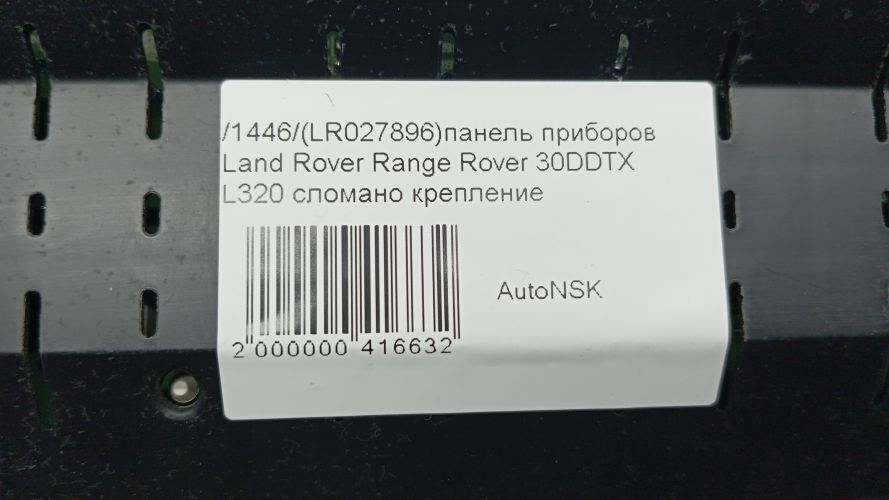 /1446/(LR027896)панель приборов
Land Rover Range Rover 30DDTX
L320 сломано крепление
AutoNSK
2 000000 416632